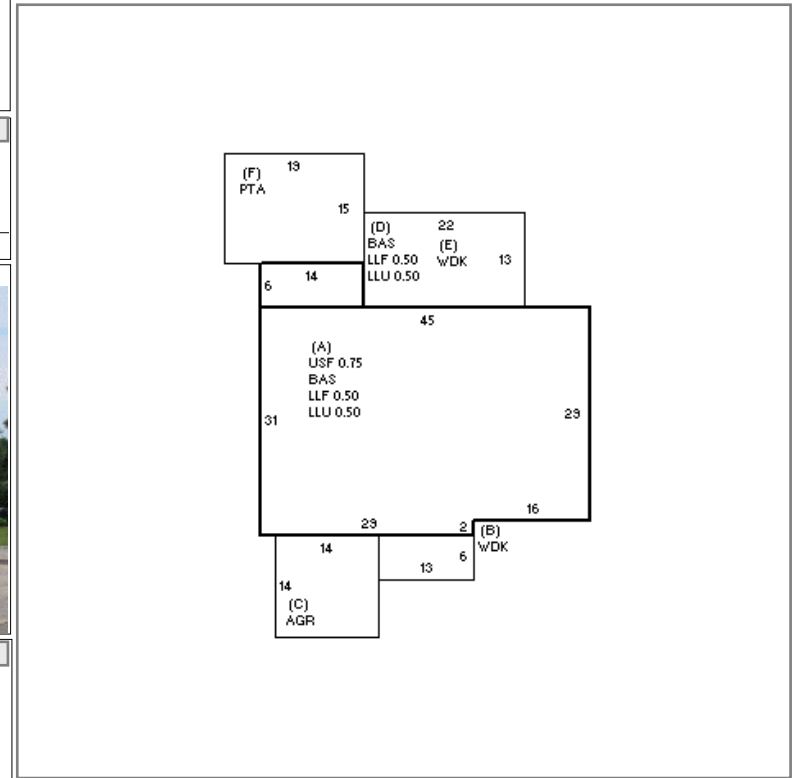 19
(F)
PTA
15
22
(D)
BAS
LLF 0.50
LLU 0.50
(E)
WDK
13
14
6
45
(A)
USF 0.75
BAS
LLF 0.50
LLU 0.50
31
29
16
29
2
(B)
WDK
14
6
13
14
(C)
AGR